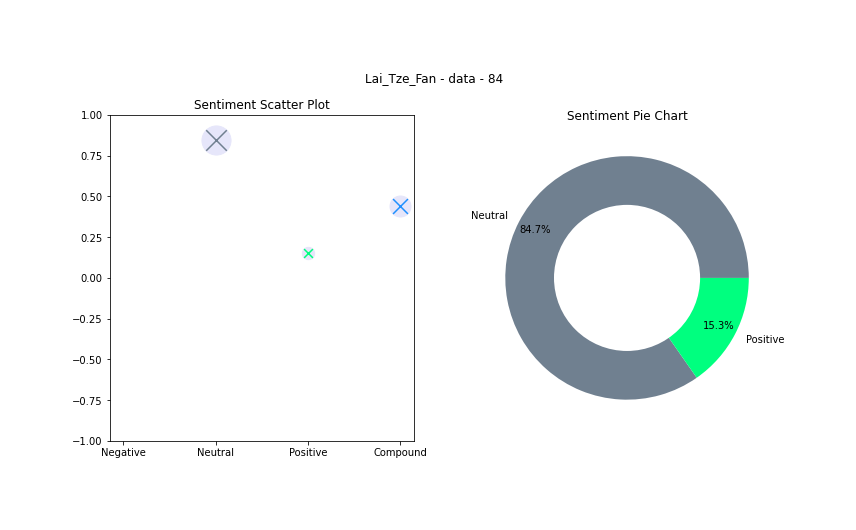 Lai_Tze_Fan - data - 84
Sentiment Scatter Plot
1.00
0.75
0.50
0.25
0.00
−0.25
−0.50
−0.75
−1.00
Negative Neutral Positive Compound
Sentiment Pie Chart
Neutral
84.7%
15.3%
Positive